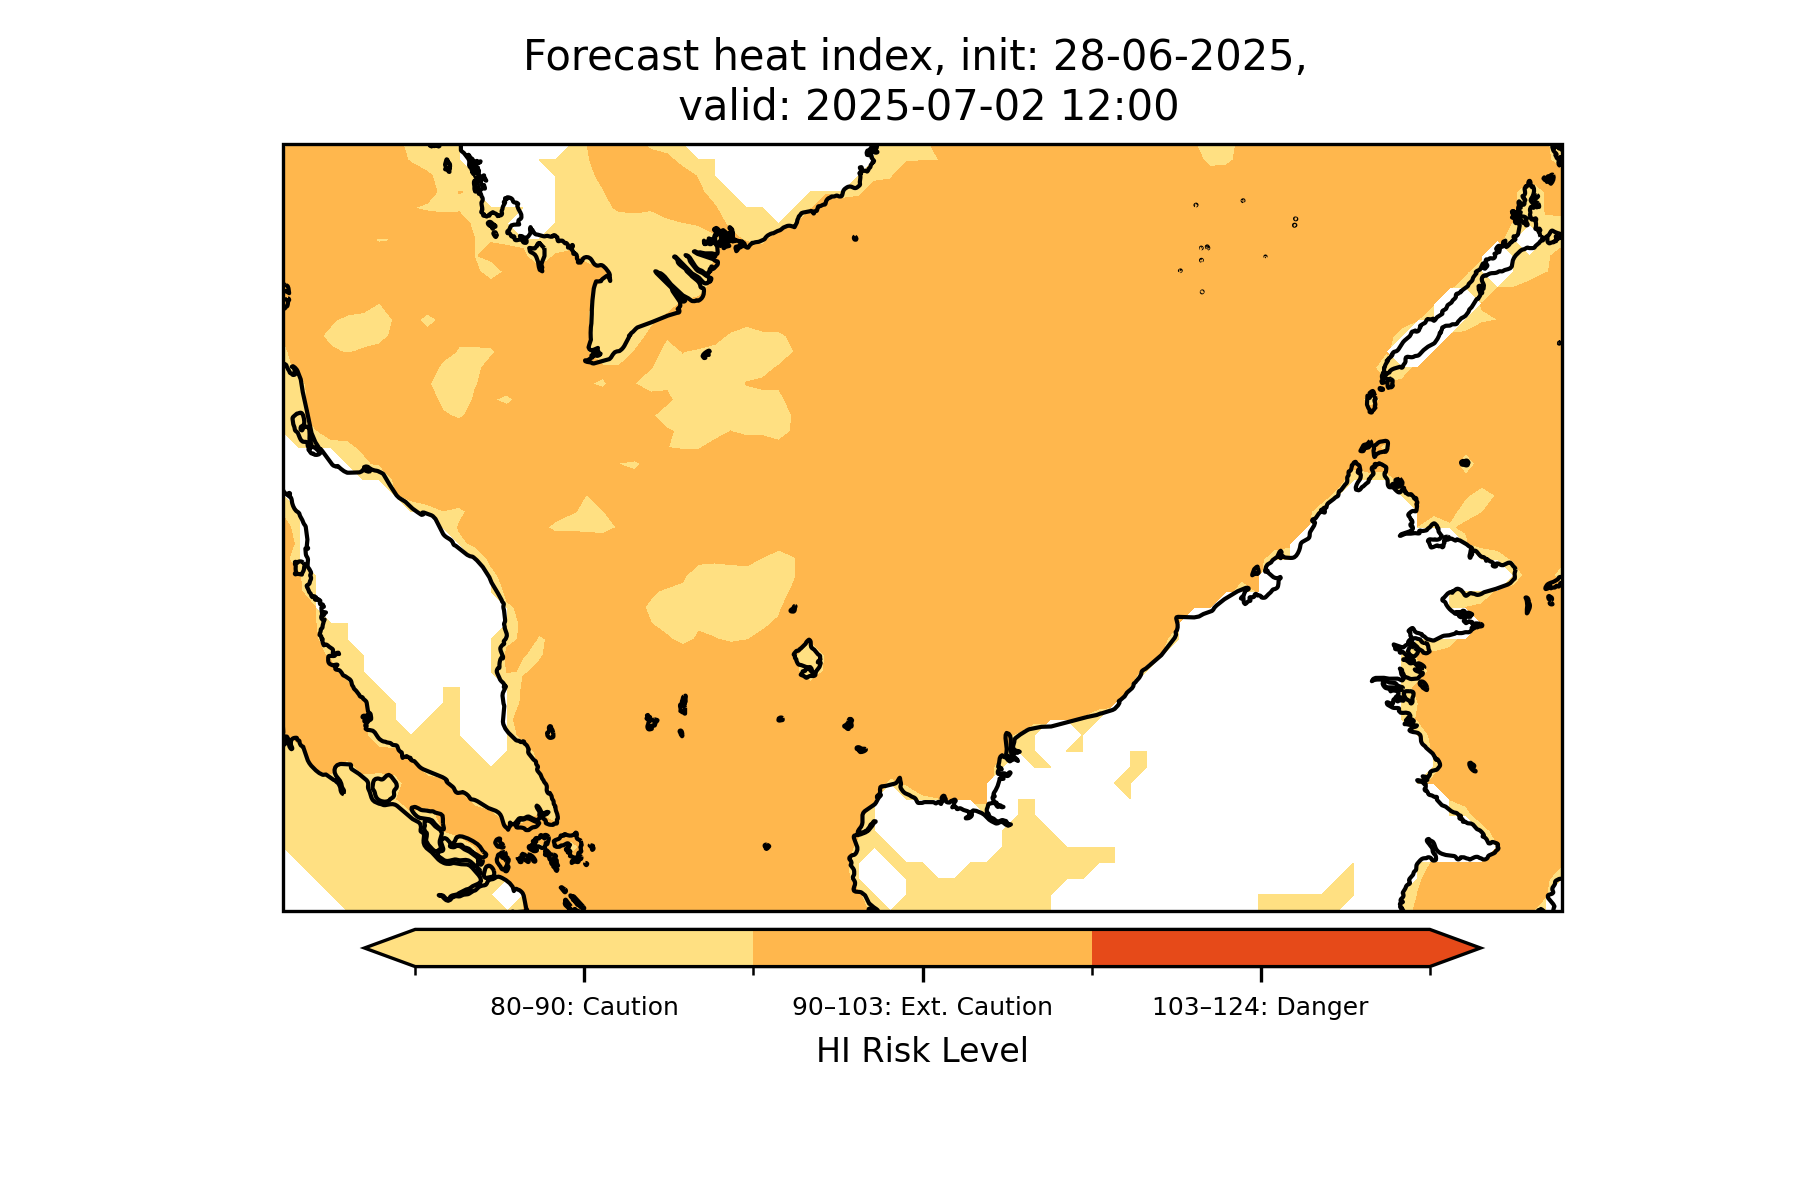 Forecast heat index, init: 28-06-2025,
valid: 2025-07-02 12:00
80–90: Caution
90–103: Ext. Caution
103–124: Danger
HI Risk Level